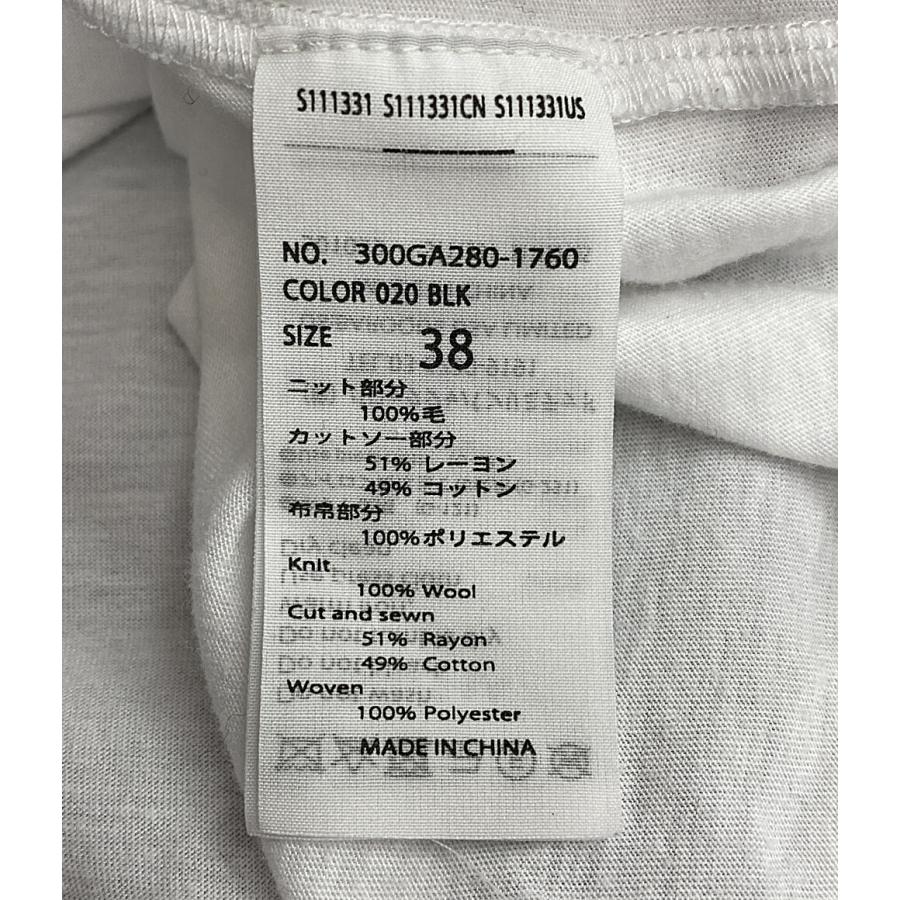 S111331 S111331CN S111331US
NO. 300GA280-1760
COLOR 020 BLK
SIZE 38
ニット部分
100%毛
カットソー部分
51% レーヨン
49% コットン
布帛部分
100%ポリエステル
Knit
100% Wool
Cut and sewn
51% Rayon
49% Cotton
Woven
100% Polyester
MADE IN CHINA